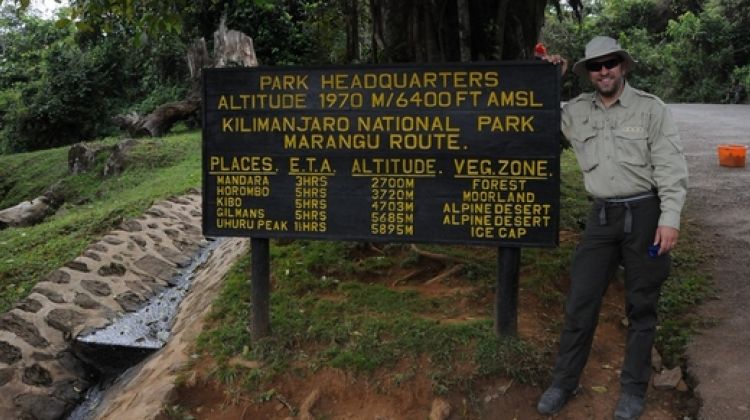 PARK HEADQUARTERS
ALTITUDE 1970 M/6400 FT AMSL
KILIMANJARO NATIONAL PARK
MARANGU ROUTE.
PLACES. E.T.A. ALTITUDE. VEG. ZONE.
MANDARA 3HRS 2700M FOREST
HOROMBO 5HRS 3720M MOORLAND
KIBO 5HRS 4703M ALPINE DESERT
GILMANS 5HRS 5685M ALPINE DESERT
UHURU PEAK 1½HRS 5895M ICE CAP